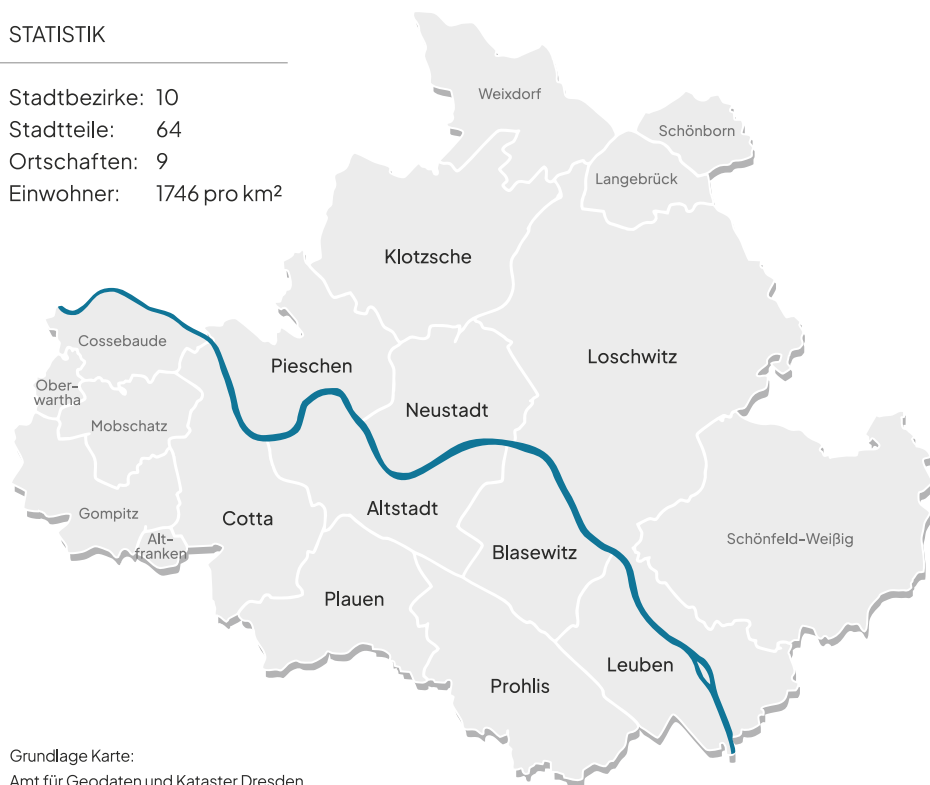 STATISTIK
Stadtbezirke: 10
Stadtteile: 64
Ortschaften: 9
Einwohner: 1746 pro km²
Weixdorf
Schönborn
Langebrück
Klotzsche
Cossebaude
Pieschen
Loschwitz
Ober-
wartha
Neustadt
Mobschatz
Gompitz
Cotta
Altstadt
Alt-
franken
Blasewitz
Schönfeld-Weißig
Plauen
Leuben
Prohlis
Grundlage Karte:
Amt für Geodaten und Kataster Dresden